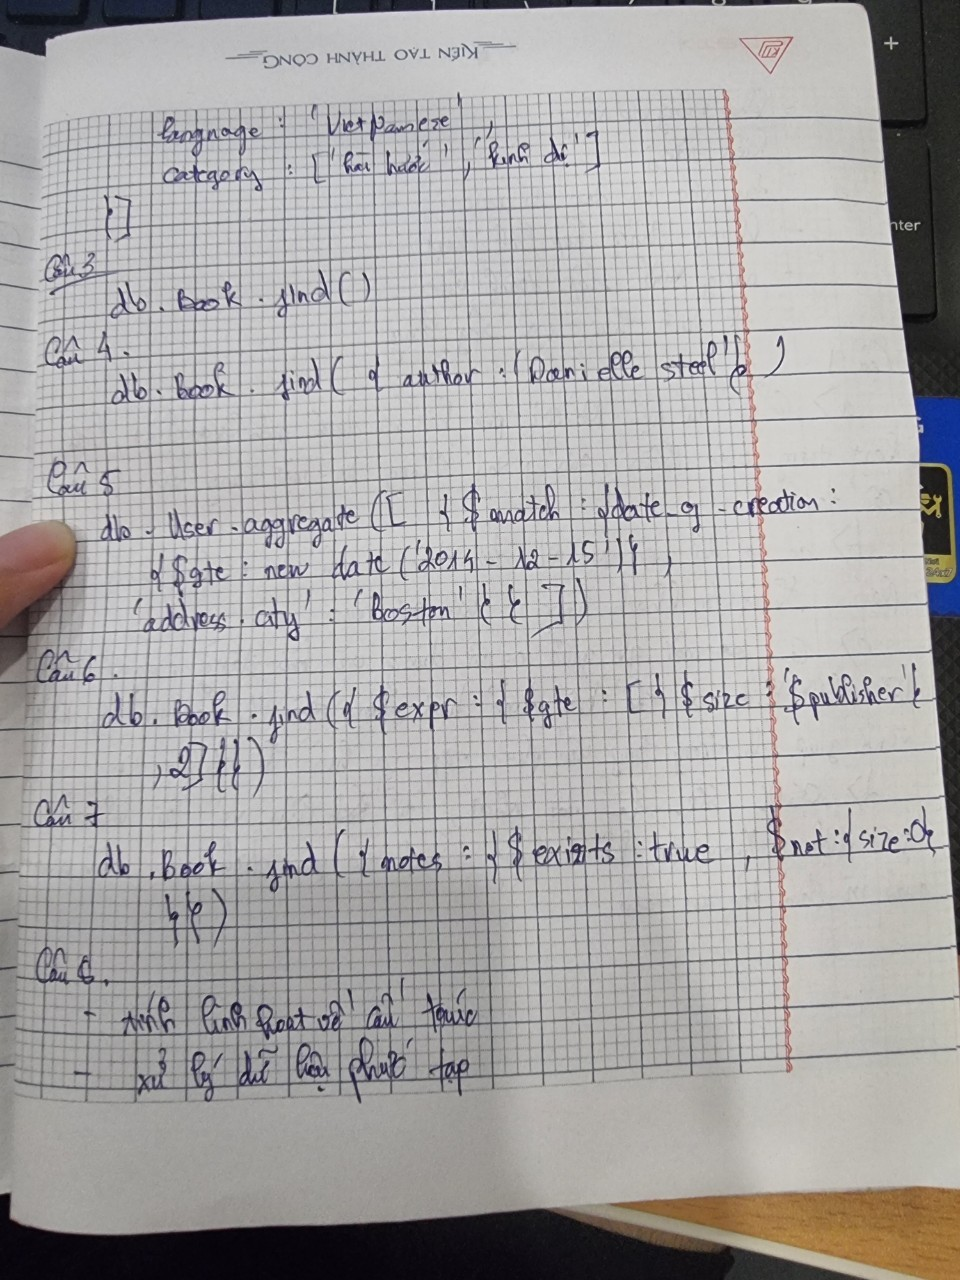 KIẾN TẠO THÀNH CÔNG
language : 'Vietnamese',
category : ['hài hước', 'kinh dị']
}]
Câu 3
db.Book.find()
Câu 4.
db.Book.find({author : 'Danielle steel'})
Câu 5
db.User.aggregate([ {$match : {date_of_creation :
{$gte : new date ('2014-12-15')},
'address.city' : 'Boston'}} ])
Câu 6.
db.Book.find({ $expr : { $gte : [ {$size : '$publisher'}
, 2]}})
Câu 7
db.Book.find({ notes : {$exists : true , $not:{size:0}
}})
Câu 8.
- tính linh hoạt về cấu trúc
- xử lý dữ liệu phức tạp
enter
+